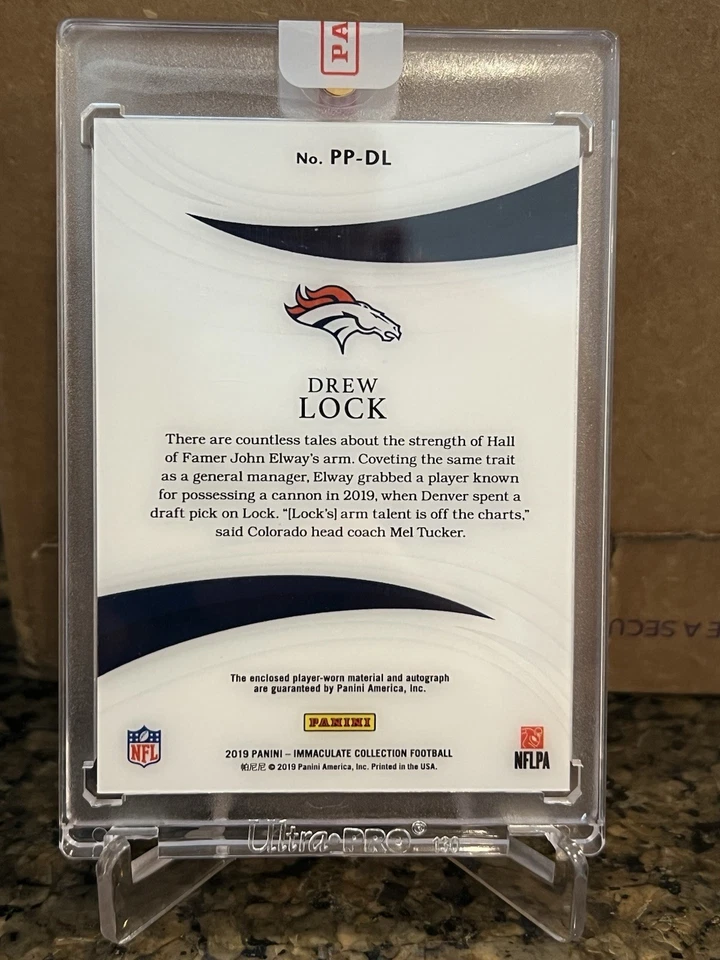 PA
No. PP-DL
DREW
LOCK
There are countless tales about the strength of Hall
of Famer John Elway's arm. Coveting the same trait
as a general manager, Elway grabbed a player known
for possessing a cannon in 2019, when Denver spent a
draft pick on Lock. "[Lock's] arm talent is off the charts,"
said Colorado head coach Mel Tucker.
E A SECU
The enclosed player-worn material and autograph
are guaranteed by Panini America, Inc.
PANINI
NFL
2019 PANINI – IMMACULATE COLLECTION FOOTBALL
帕尼尼 © 2019 Panini America, Inc. Printed in the USA.
NFLPA
Ultra•PRO® 130